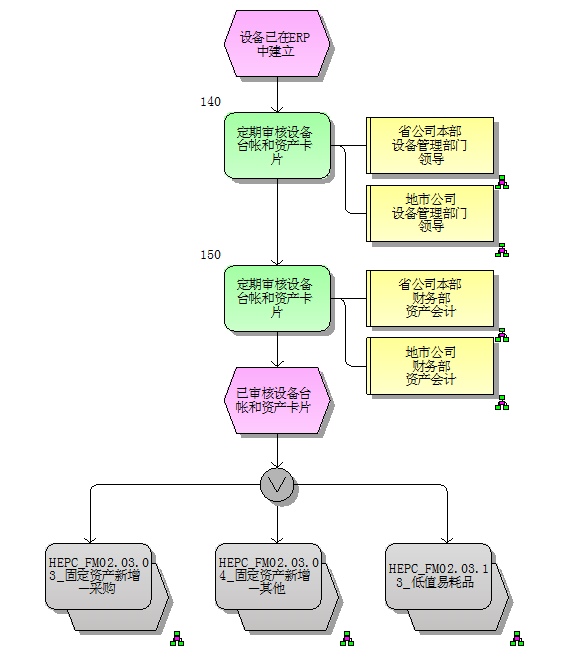 设备已在ERP
中建立
140
定期审核设备
台帐和资产卡
片
省公司本部
设备管理部门
领导
地市公司
设备管理部门
领导
150
定期审核设备
台帐和资产卡
片
省公司本部
财务部
资产会计
地市公司
财务部
资产会计
已审核设备台
帐和资产卡片
HEPC_FM02.03.0
3_固定资产新增
—采购
HEPC_FM02.03.0
4_固定资产新增
—其他
HEPC_FM02.03.1
3_低值易耗品